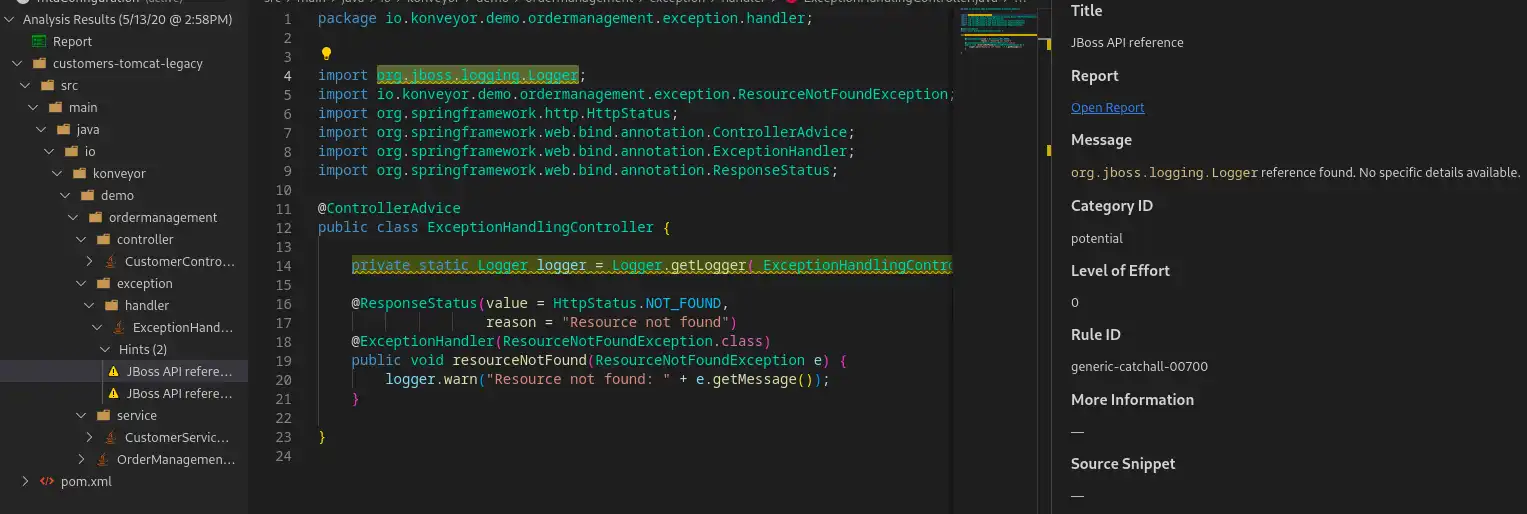 Analysis Results (5/13/20 @ 2:58PM)
Report
customers-tomcat-legacy
src
main
java
io
konveyor
demo
ordermanagement
controller
CustomerContro...
exception
handler
ExceptionHand...
Hints (2)
JBoss API refere...
JBoss API refere...
service
CustomerServic...
OrderManagemen...
pom.xml
1 package io.konveyor.demo.ordermanagement.exception.handler;
2
3
4 import org.jboss.logging.Logger;
5 import io.konveyor.demo.ordermanagement.exception.ResourceNotFoundException;
6 import org.springframework.http.HttpStatus;
7 import org.springframework.web.bind.annotation.ControllerAdvice;
8 import org.springframework.web.bind.annotation.ExceptionHandler;
9 import org.springframework.web.bind.annotation.ResponseStatus;
10
11 @ControllerAdvice
12 public class ExceptionHandlingController {
13
14 private static Logger logger = Logger.getLogger( ExceptionHandlingContro
15
16 @ResponseStatus(value = HttpStatus.NOT_FOUND,
17 reason = "Resource not found")
18 @ExceptionHandler(ResourceNotFoundException.class)
19 public void resourceNotFound(ResourceNotFoundException e) {
20 logger.warn("Resource not found: " + e.getMessage());
21 }
22
23 }
24
Title
JBoss API reference
Report
Open Report
Message
org.jboss.logging.Logger reference found. No specific details available.
Category ID
potential
Level of Effort
0
Rule ID
generic-catchall-00700
More Information
—
Source Snippet
—